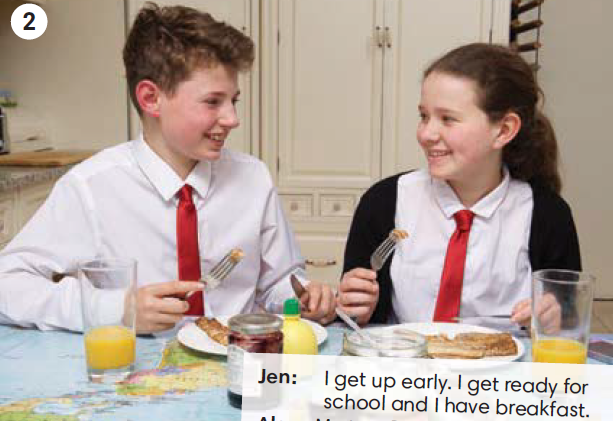 2
Jen: I get up early. I get ready for
school and I have breakfast.